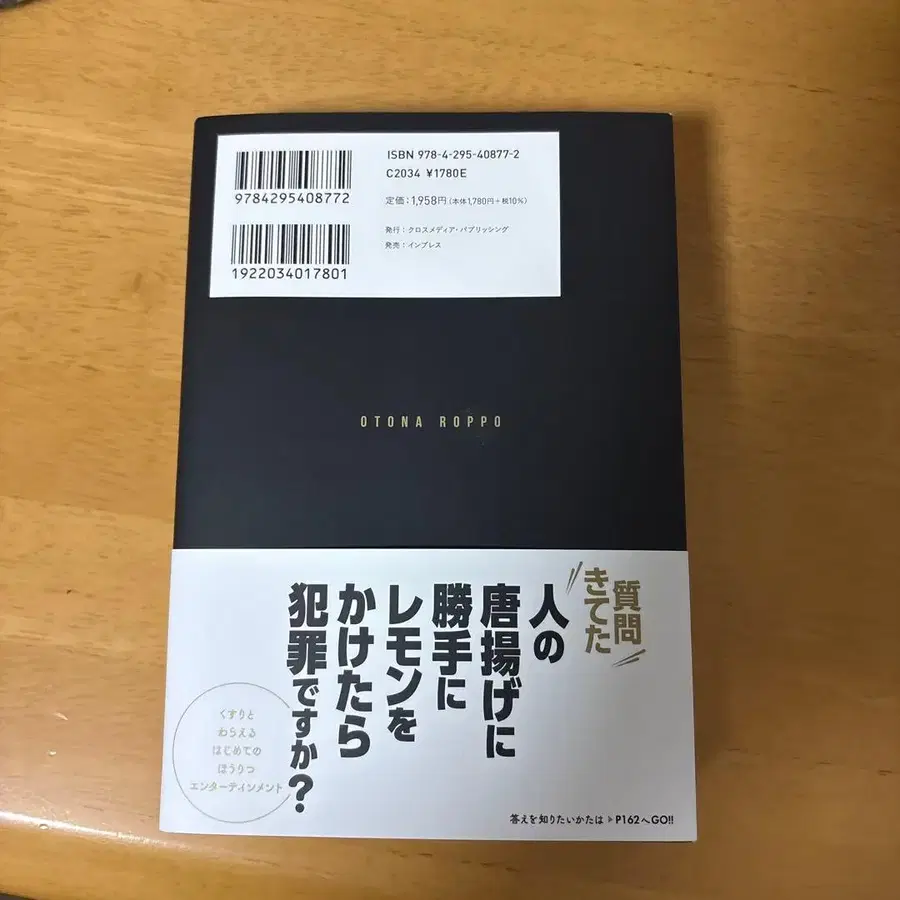 ISBN 978-4-295-40877-2
C2034 ¥1780E
定価：1,958円（本体1,780円＋税10%）
発行：クロスメディア・パブリッシング
発売：インプレス
9784295408772
1922034017801
OTONA ROPPO
質問
きてた
人の
唐揚げに
勝手に
レモンを
かけたら
犯罪ですか？
くすりと
わらえる
はじめての
ほうりつ
エンターテインメント
答えを知りたいかたは▶P162へGO!!